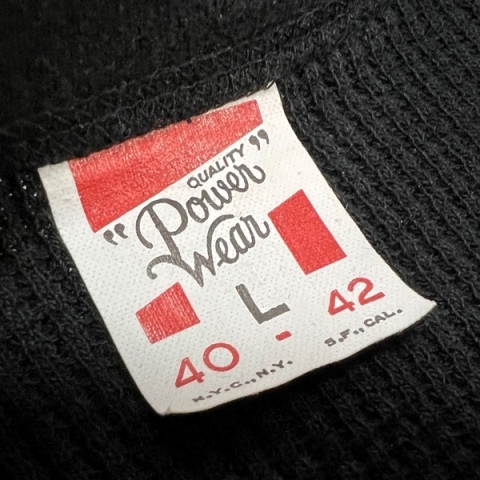 QUALITY
"Power
Wear"
L
40 - 42
N.Y.C., N.Y. S.F., CAL.